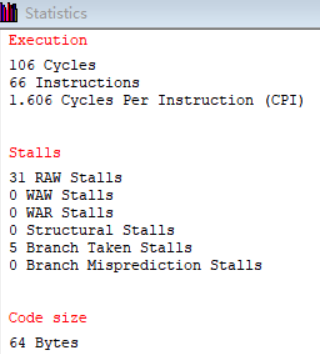 Statistics
Execution
106 Cycles
66 Instructions
1.606 Cycles Per Instruction (CPI)
Stalls
31 RAW Stalls
0 WAW Stalls
0 WAR Stalls
0 Structural Stalls
5 Branch Taken Stalls
0 Branch Misprediction Stalls
Code size
64 Bytes